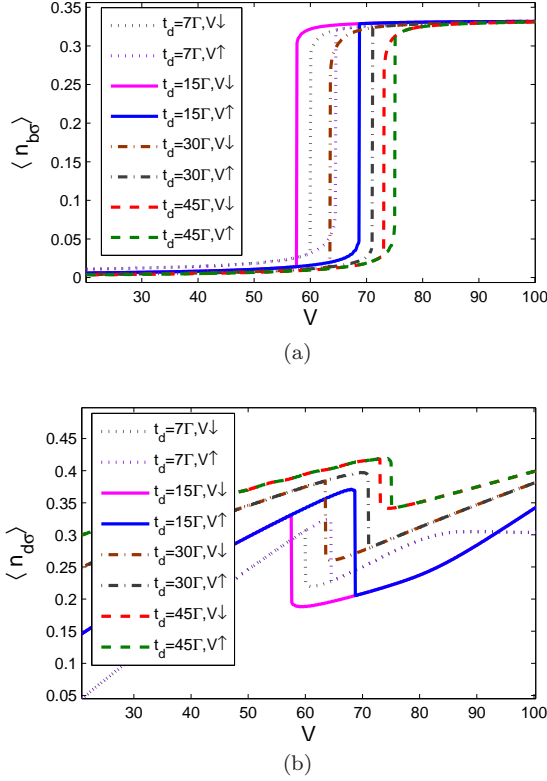 0.35
0.3
0.25
0.2
0.15
0.1
0.05
0
⟨ n_{bσ} ⟩
t_d=7Γ,V↓
t_d=7Γ,V↑
t_d=15Γ,V↓
t_d=15Γ,V↑
t_d=30Γ,V↓
t_d=30Γ,V↑
t_d=45Γ,V↓
t_d=45Γ,V↑
30 40 50 60 70 80 90 100
V
(a)
0.45
0.4
0.35
0.3
0.25
0.2
0.15
0.1
0.05
⟨ n_{dσ} ⟩
t_d=7Γ,V↓
t_d=7Γ,V↑
t_d=15Γ,V↓
t_d=15Γ,V↑
t_d=30Γ,V↓
t_d=30Γ,V↑
t_d=45Γ,V↓
t_d=45Γ,V↑
30 40 50 60 70 80 90 100
V
(b)